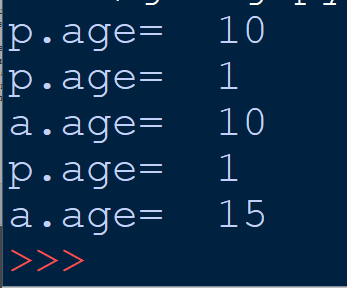 p.age=  10
p.age=  1
a.age=  10
p.age=  1
a.age=  15
>>>